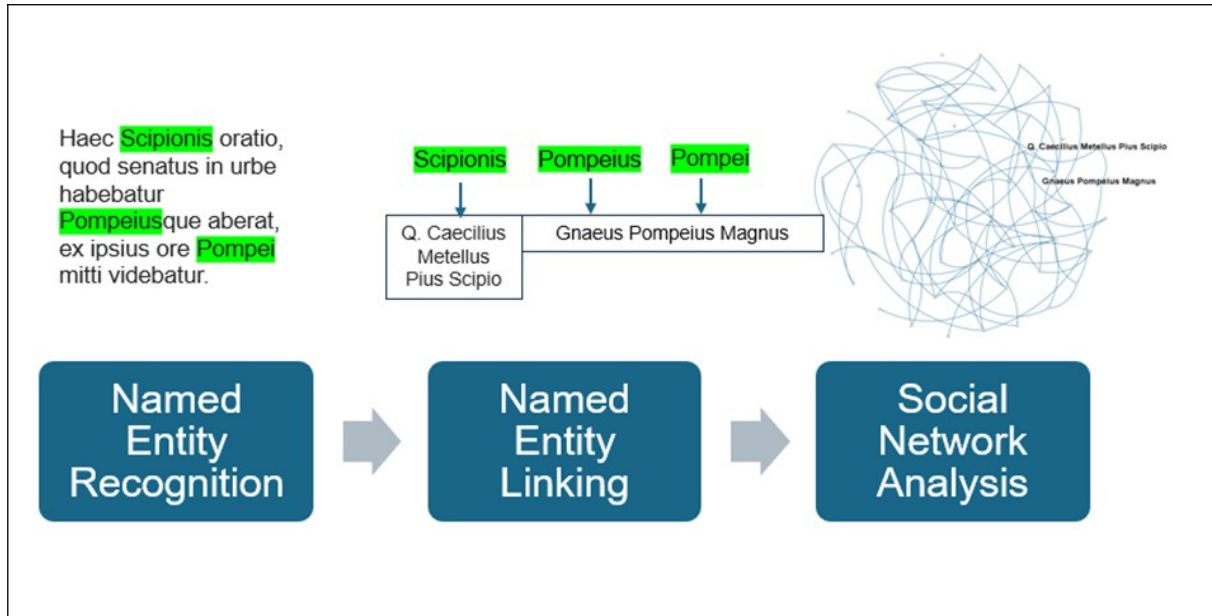 Haec Scipionis oratio,
quod senatus in urbe
habebatur
Pompeiusque aberat,
ex ipsius ore Pompei
mitti videbatur.
Scipionis
Pompeius
Pompei
Q. Caecilius
Metellus
Pius Scipio
Gnaeus Pompeius Magnus
Q. Caecilius Metellus Pius Scipio
Gnaeus Pompeius Magnus
Named
Entity
Recognition
Named
Entity
Linking
Social
Network
Analysis